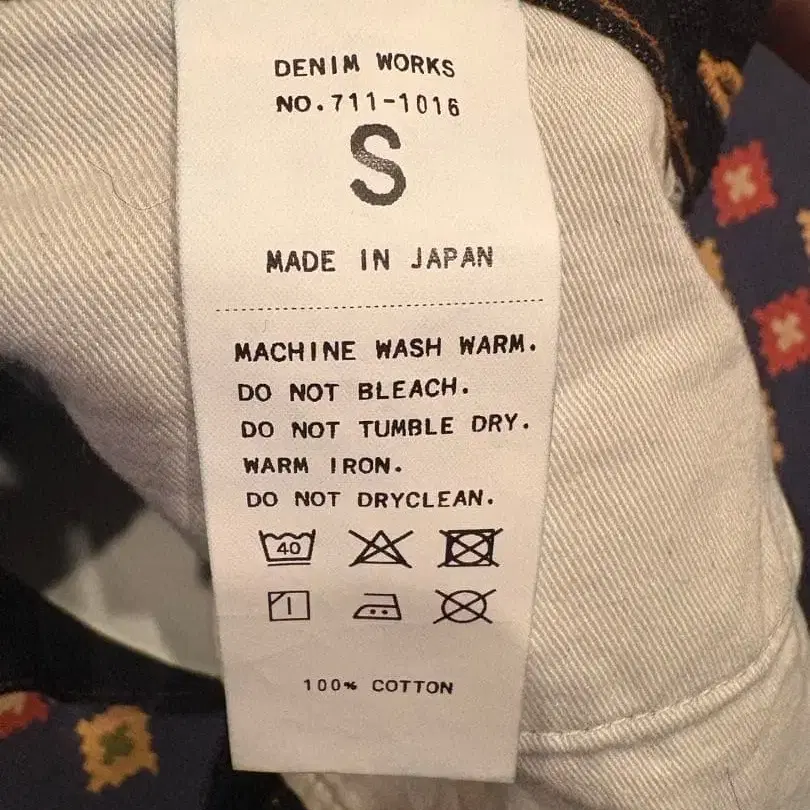 DENIM WORKS
NO.711-1016
S
MADE IN JAPAN
MACHINE WASH WARM.
DO NOT BLEACH.
DO NOT TUMBLE DRY.
WARM IRON.
DO NOT DRYCLEAN.
40
100% COTTON